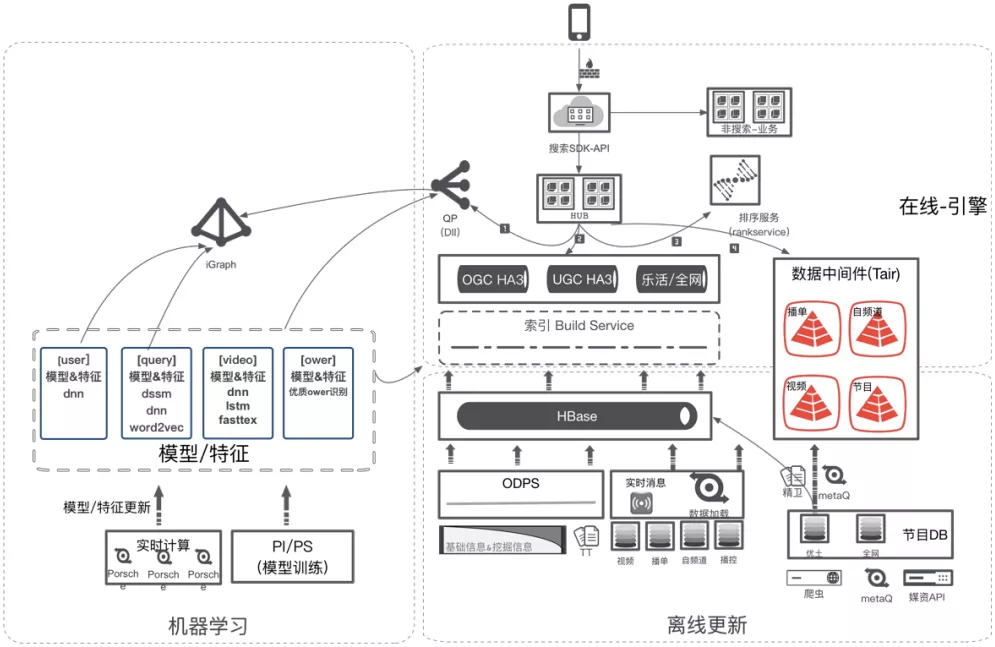 搜索SDK-API
非搜索-业务
HUB
QP
(DII)
排序服务
(rankservice)
1
2
3
4
在线-引擎
iGraph
OGC HA3
UGC HA3
乐活/全网
索引 Build Service
数据中间件(Tair)
播单
自频道
视频
节目
[user]
模型&特征
dnn
[query]
模型&特征
dssm
dnn
word2vec
[video]
模型&特征
dnn
lstm
fasttex
[ower]
模型&特征
优质ower识别
模型/特征
模型/特征更新
实时计算
Porsch
e
Porsch
e
Porsch
e
PI/PS
(模型训练)
机器学习
HBase
ODPS
基础信息&挖掘信息
TT
实时消息
数据加载
视频
播单
自频道
播控
精卫
metaQ
优土
全网
节目DB
爬虫
metaQ
媒资API
离线更新